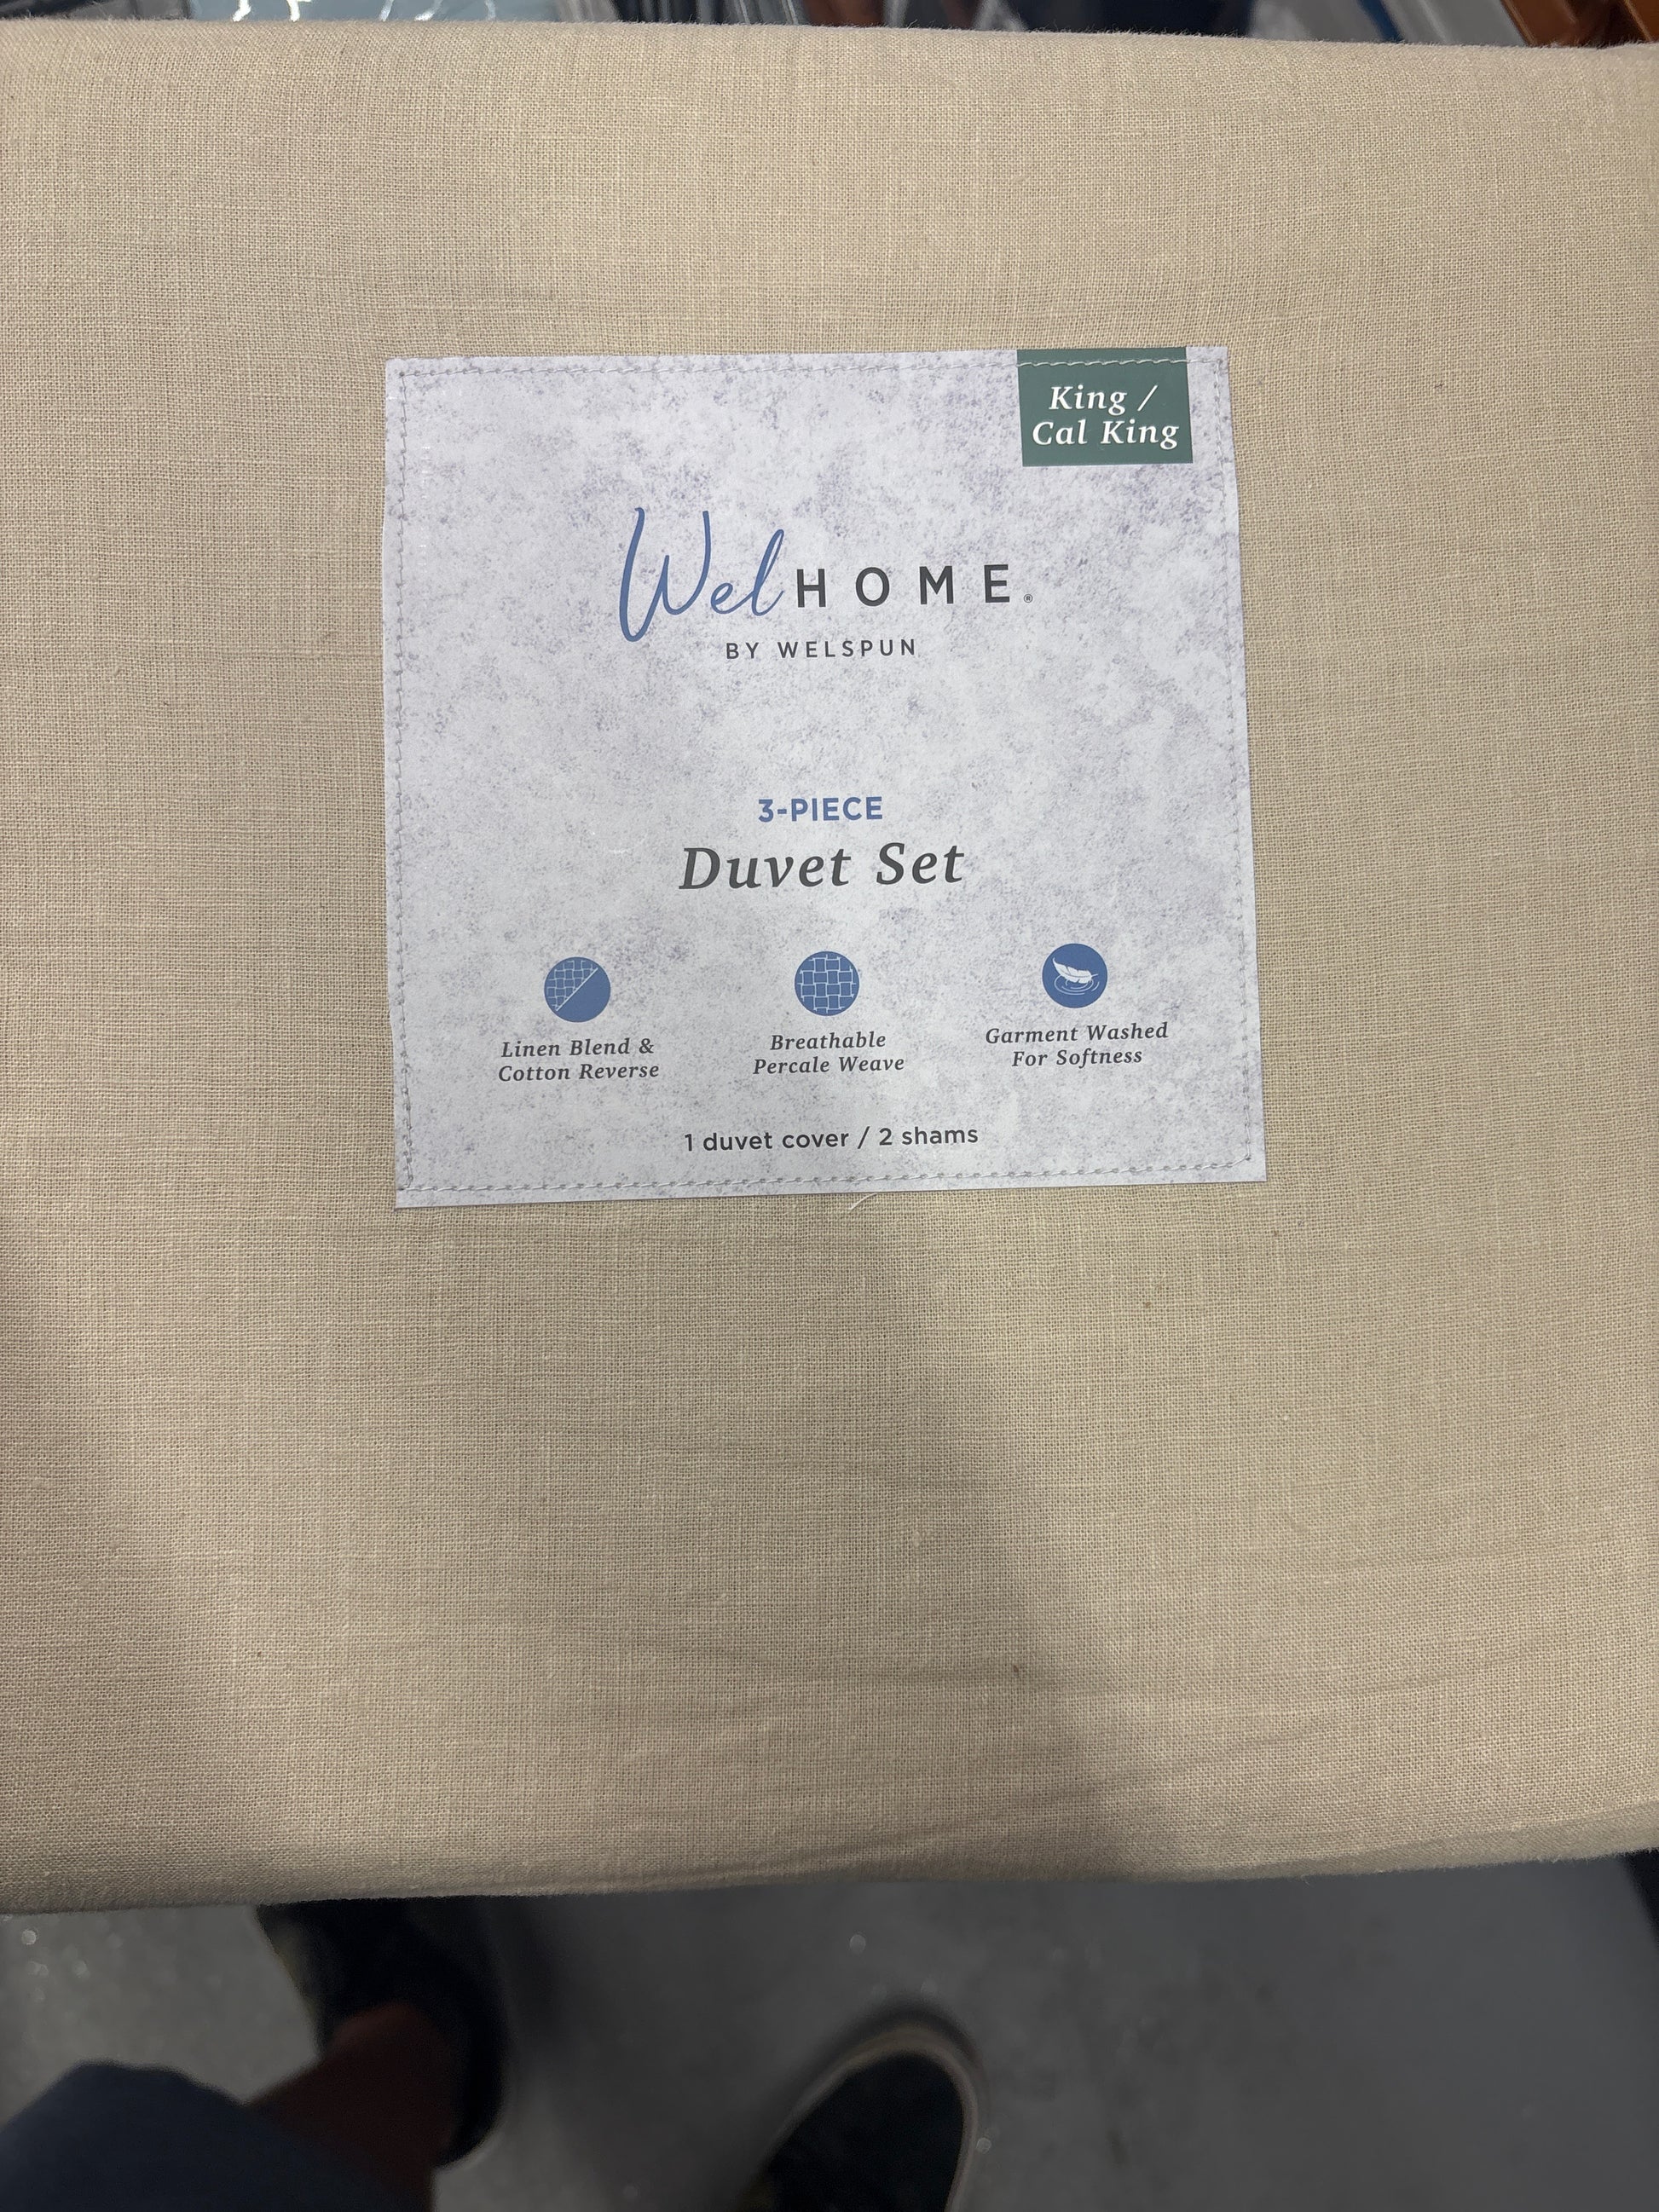 King /
Cal King
WelHOME®
BY WELSPUN
3-PIECE
Duvet Set
Linen Blend &
Cotton Reverse
Breathable
Percale Weave
Garment Washed
For Softness
1 duvet cover / 2 shams